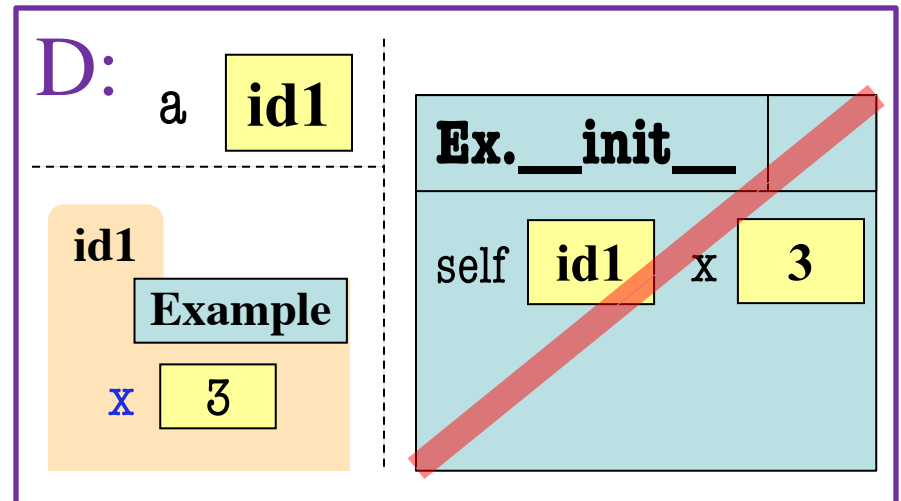 D:
a id1
id1
Example
x 3
Ex.__init__
self id1 x 3